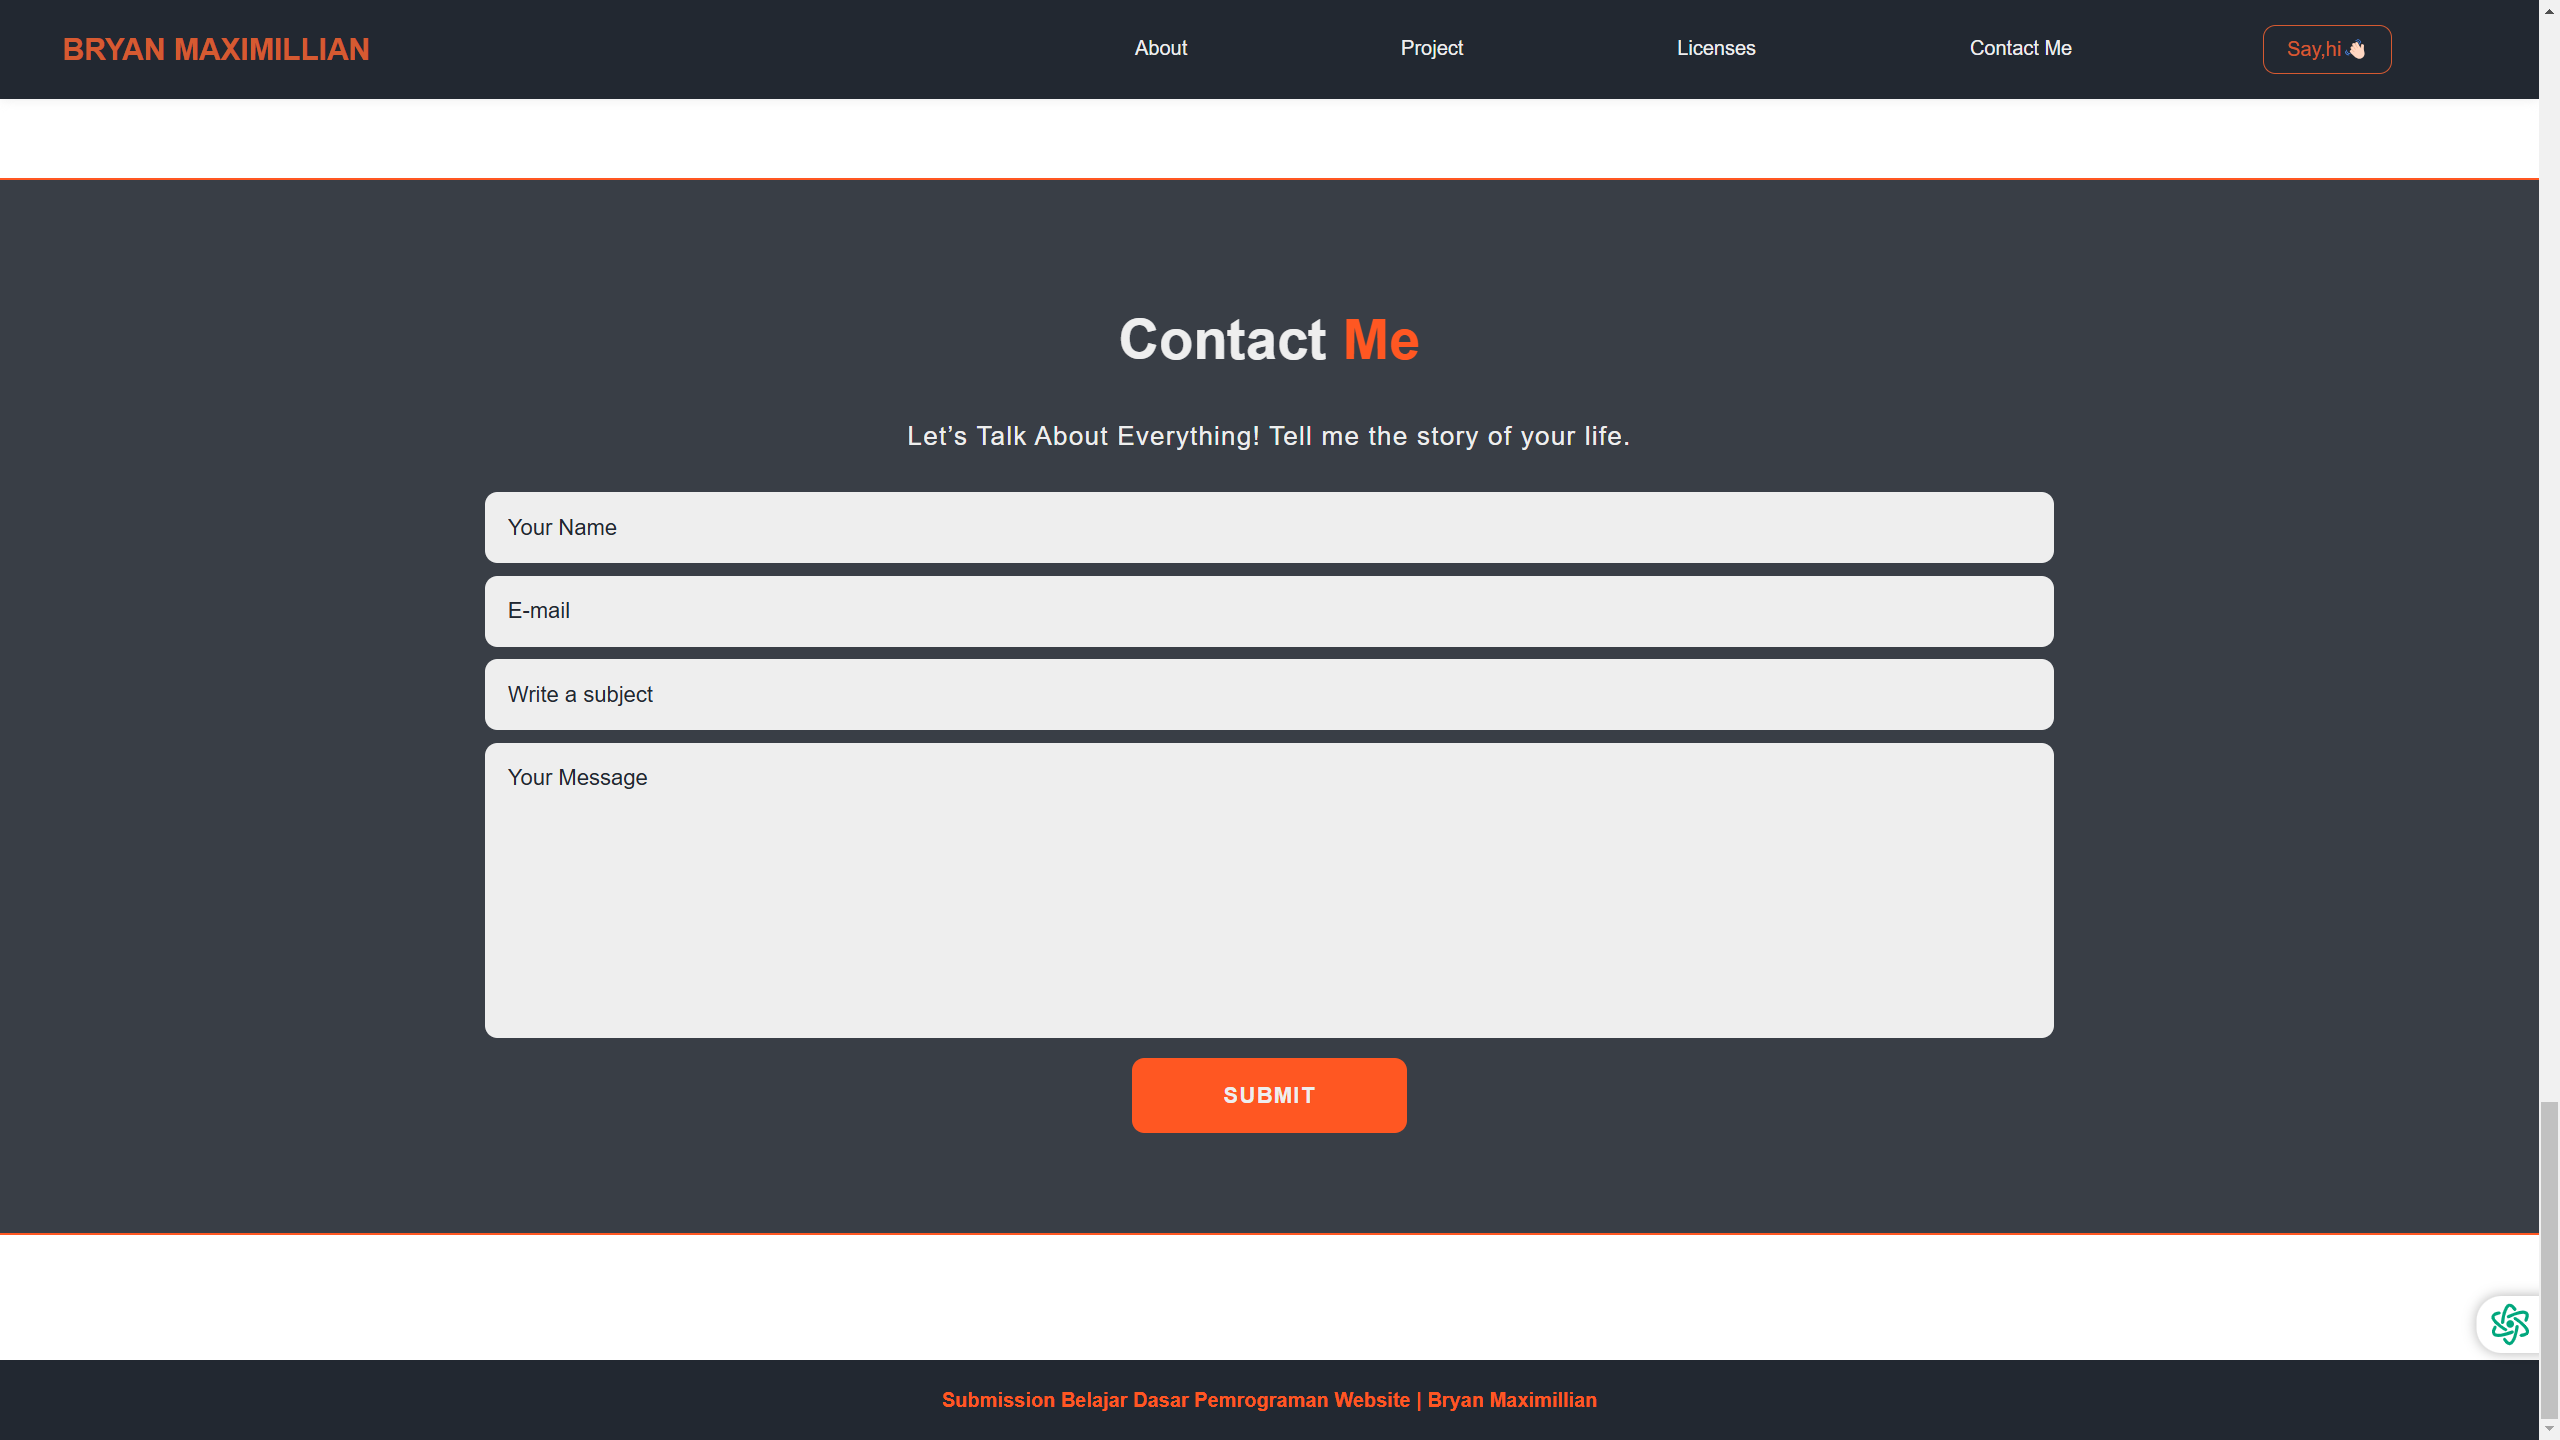 BRYAN MAXIMILLIAN
About
Project
Licenses
Contact Me
Say,hi👋🏻
Contact Me
Let’s Talk About Everything! Tell me the story of your life.
Your Name
E-mail
Write a subject
Your Message
SUBMIT
Submission Belajar Dasar Pemrograman Website | Bryan Maximillian